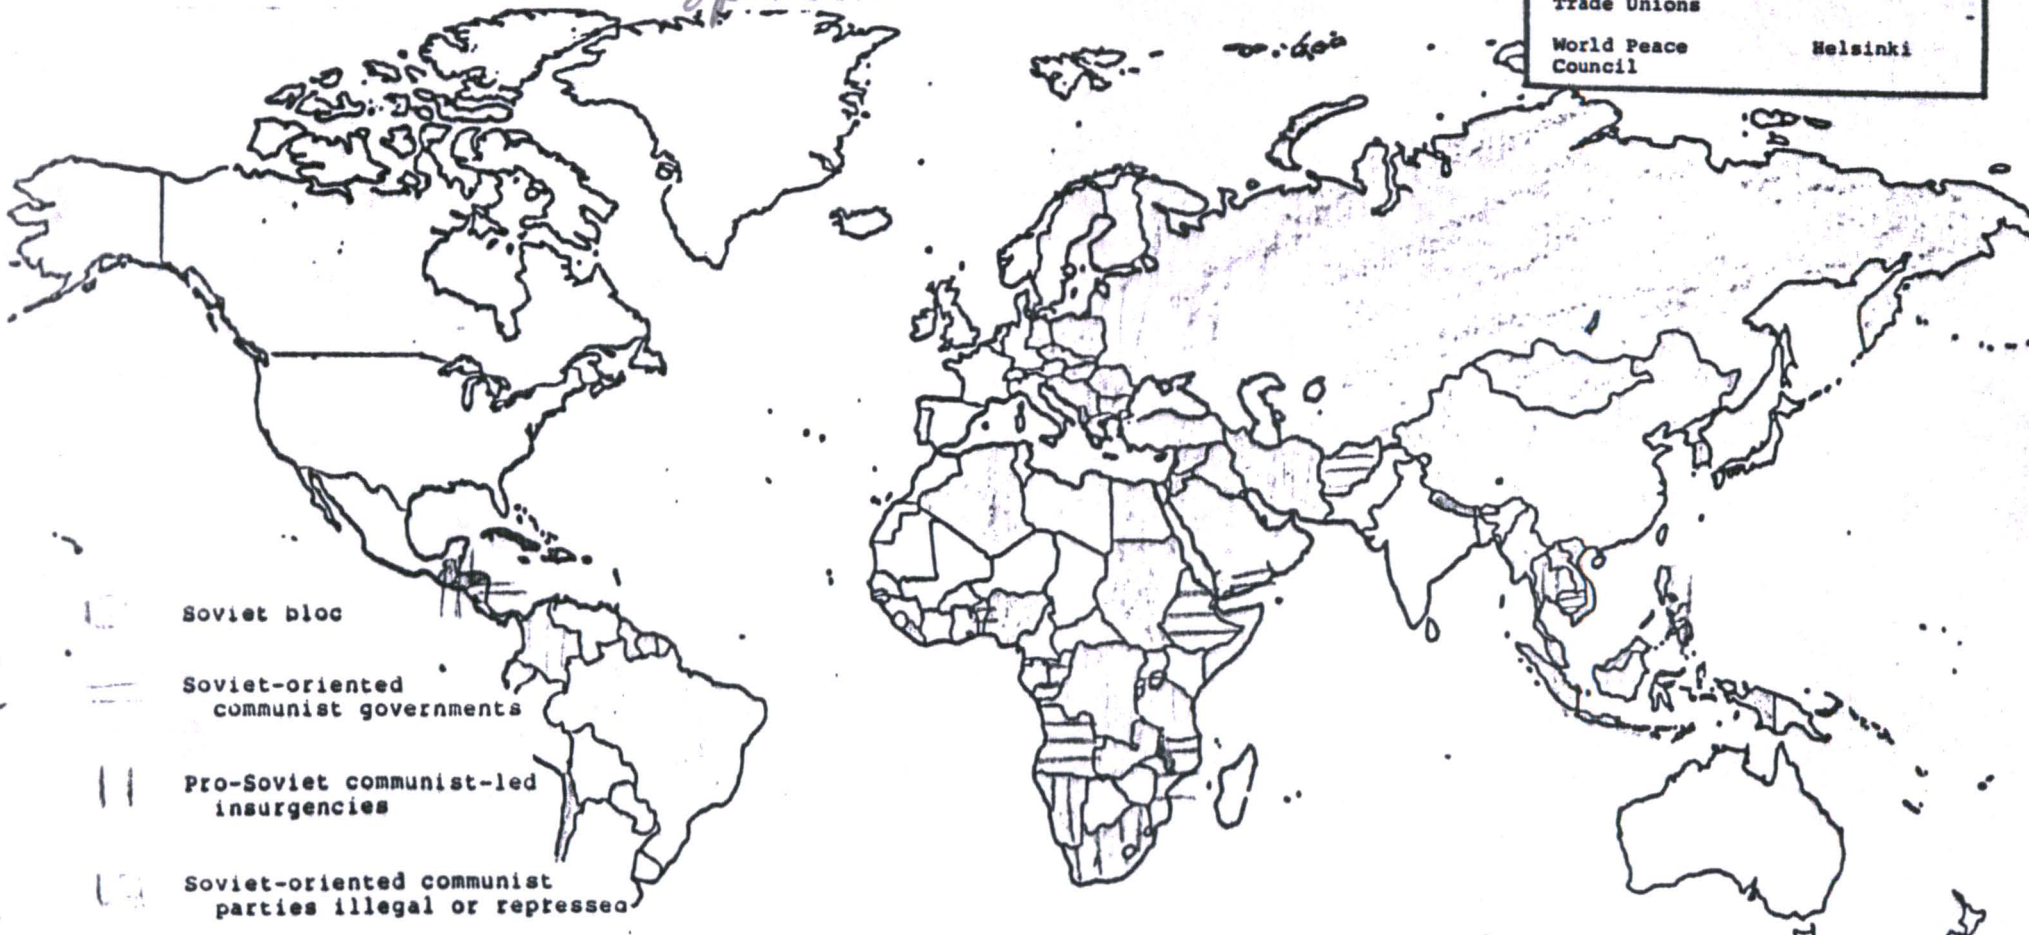 Trade Unions
World Peace Helsinki
Council
Soviet bloc
Soviet-oriented
communist governments
Pro-Soviet communist-led
insurgencies
Soviet-oriented communist
parties illegal or repressed